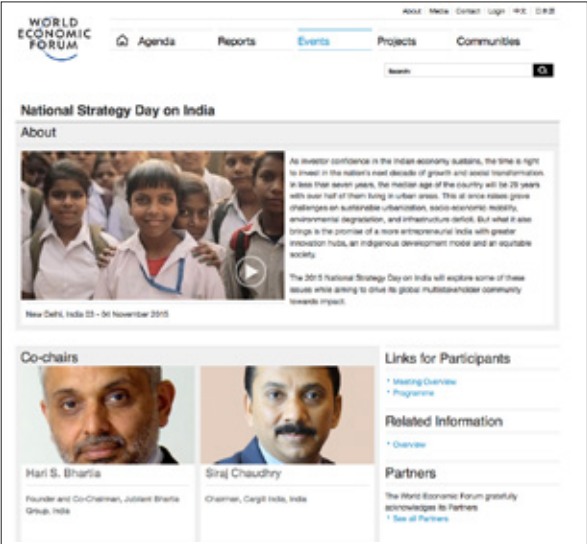 About Media Contact Login 中文 日本語
WORLD
ECONOMIC
FORUM
Agenda Reports Events Projects Communities
Search
National Strategy Day on India
About
As investor confidence in the Indian economy sustains, the time is right
to invest in the nation's next decade of growth and social transformation.
In less than seven years, the median age of the country will be 29 years
with over half of them living in urban areas. This at once raises grave
challenges on sustainable urbanization, socio-economic mobility,
environmental degradation, and infrastructure deficit. But what it also
brings is the promise of a more entrepreneurial India with greater
innovation hubs, an indigenous development model and an equitable
society.
The 2015 National Strategy Day on India will explore some of these
issues while aiming to drive its global multistakeholder community
towards impact.
New Delhi, India 03 - 04 November 2015
Co-chairs
Hari S. Bhartia
Founder and Co-Chairman, Jubilant Bhartia
Group, India
Siraj Chaudhry
Chairman, Cargill India, India
Links for Participants
Meeting Overview
Programme
Related Information
Overview
Partners
The World Economic Forum gratefully
acknowledges its Partners
See all Partners